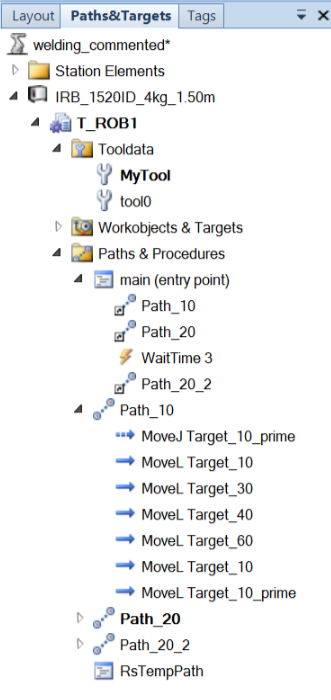 Layout Paths&Targets Tags
welding_commented*
Station Elements
IRB_1520ID_4kg_1.50m
T_ROB1
Tooldata
MyTool
tool0
Workobjects & Targets
Paths & Procedures
main (entry point)
Path_10
Path_20
WaitTime 3
Path_20_2
Path_10
MoveJ Target_10_prime
MoveL Target_10
MoveL Target_30
MoveL Target_40
MoveL Target_60
MoveL Target_10
MoveL Target_10_prime
Path_20
Path_20_2
RsTempPath